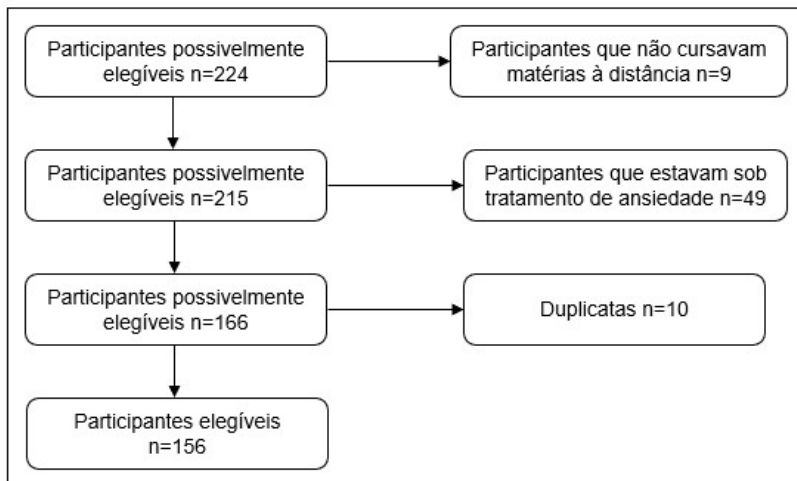 Participantes possivelmente
elegíveis n=224
Participantes que não cursavam
matérias à distância n=9
Participantes possivelmente
elegíveis n=215
Participantes que estavam sob
tratamento de ansiedade n=49
Participantes possivelmente
elegíveis n=166
Duplicatas n=10
Participantes elegíveis
n=156